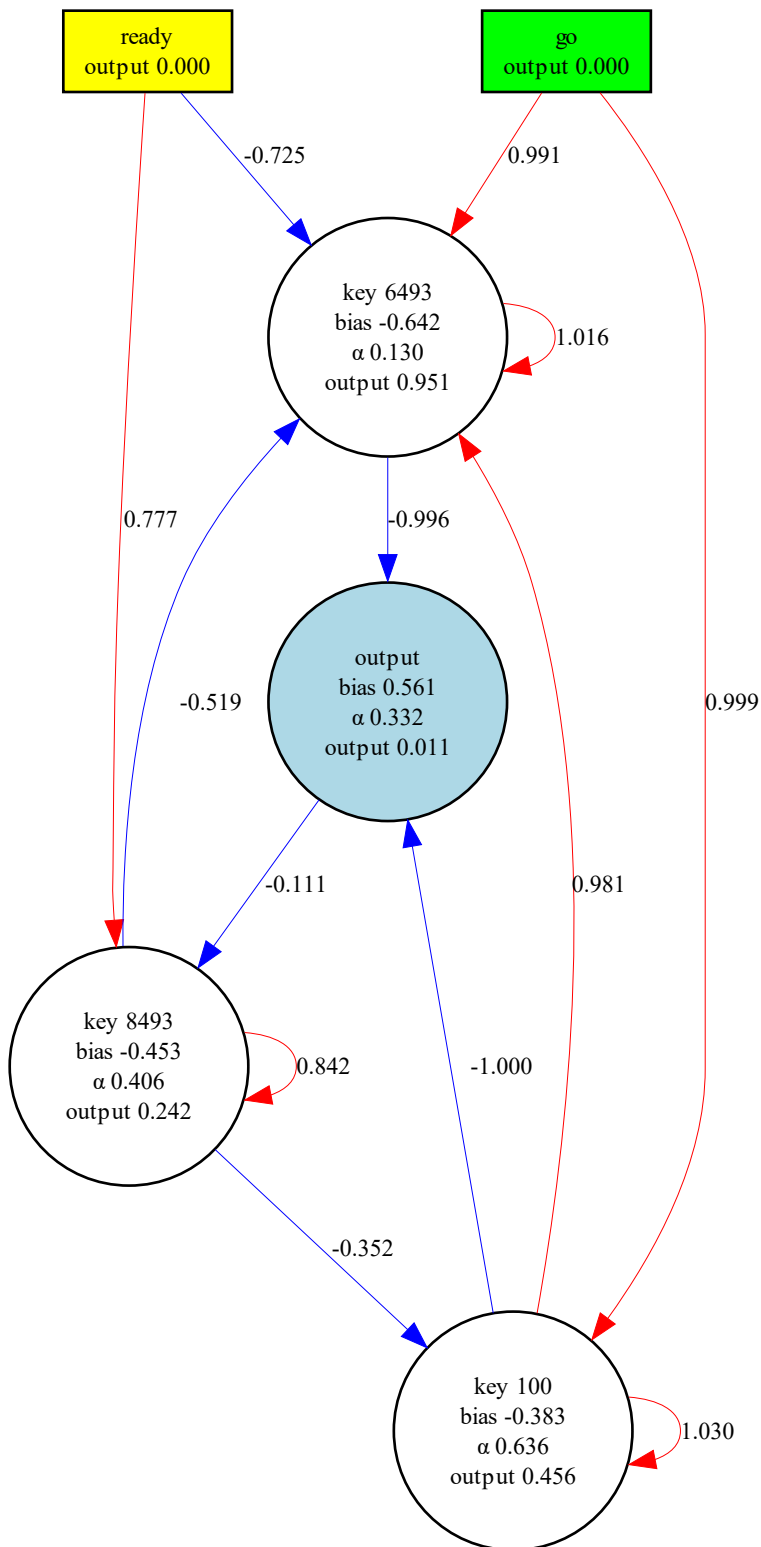 ready
output 0.000
go
output 0.000
-0.725
0.991
key 6493
bias -0.642
α 0.130
output 0.951
1.016
0.777
-0.996
-0.519
output
bias 0.561
α 0.332
output 0.011
0.999
-0.111
0.981
key 8493
bias -0.453
α 0.406
output 0.242
0.842
-1.000
-0.352
key 100
bias -0.383
α 0.636
output 0.456
1.030